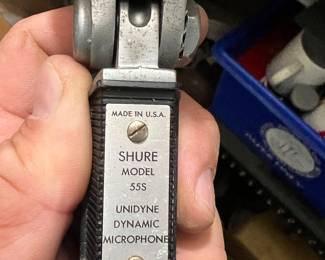 MADE IN U.S.A.
SHURE
MODEL
55S
UNIDYNE
DYNAMIC
MICROPHONE